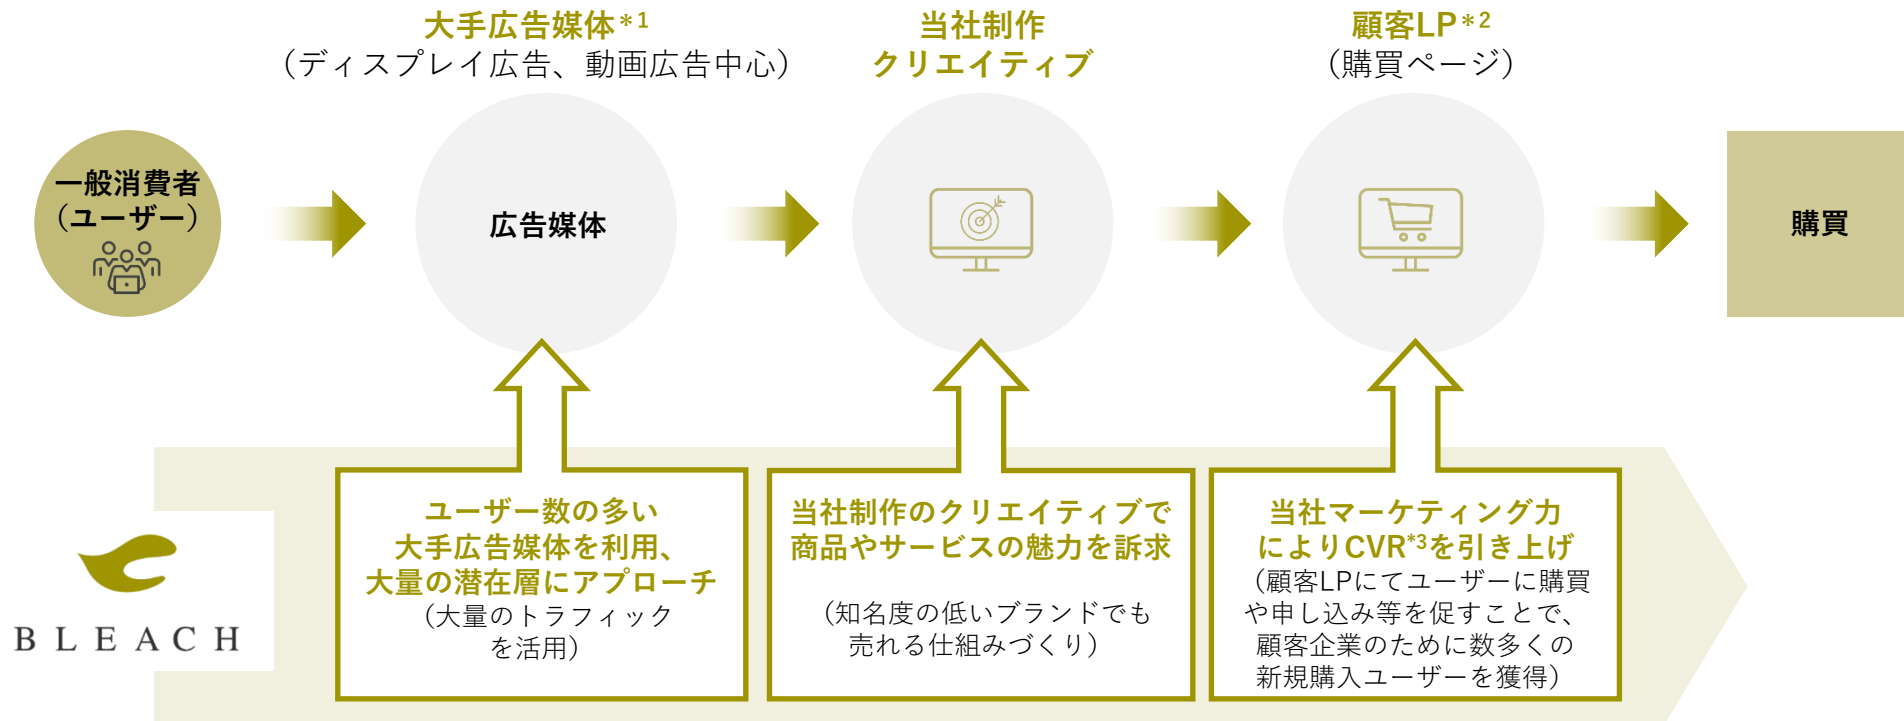 大手広告媒体＊1
（ディスプレイ広告、動画広告中心）
当社制作
クリエイティブ
顧客LP＊2
（購買ページ）
一般消費者
（ユーザー）
広告媒体
購買
ユーザー数の多い
大手広告媒体を利用、
大量の潜在層にアプローチ
（大量のトラフィック
を活用）
当社制作のクリエイティブで
商品やサービスの魅力を訴求
（知名度の低いブランドでも
売れる仕組みづくり）
当社マーケティング力
によりCVR*3を引き上げ
（顧客LPにてユーザーに購買
や申し込み等を促すことで、
顧客企業のために数多くの
新規購入ユーザーを獲得）
BLEACH